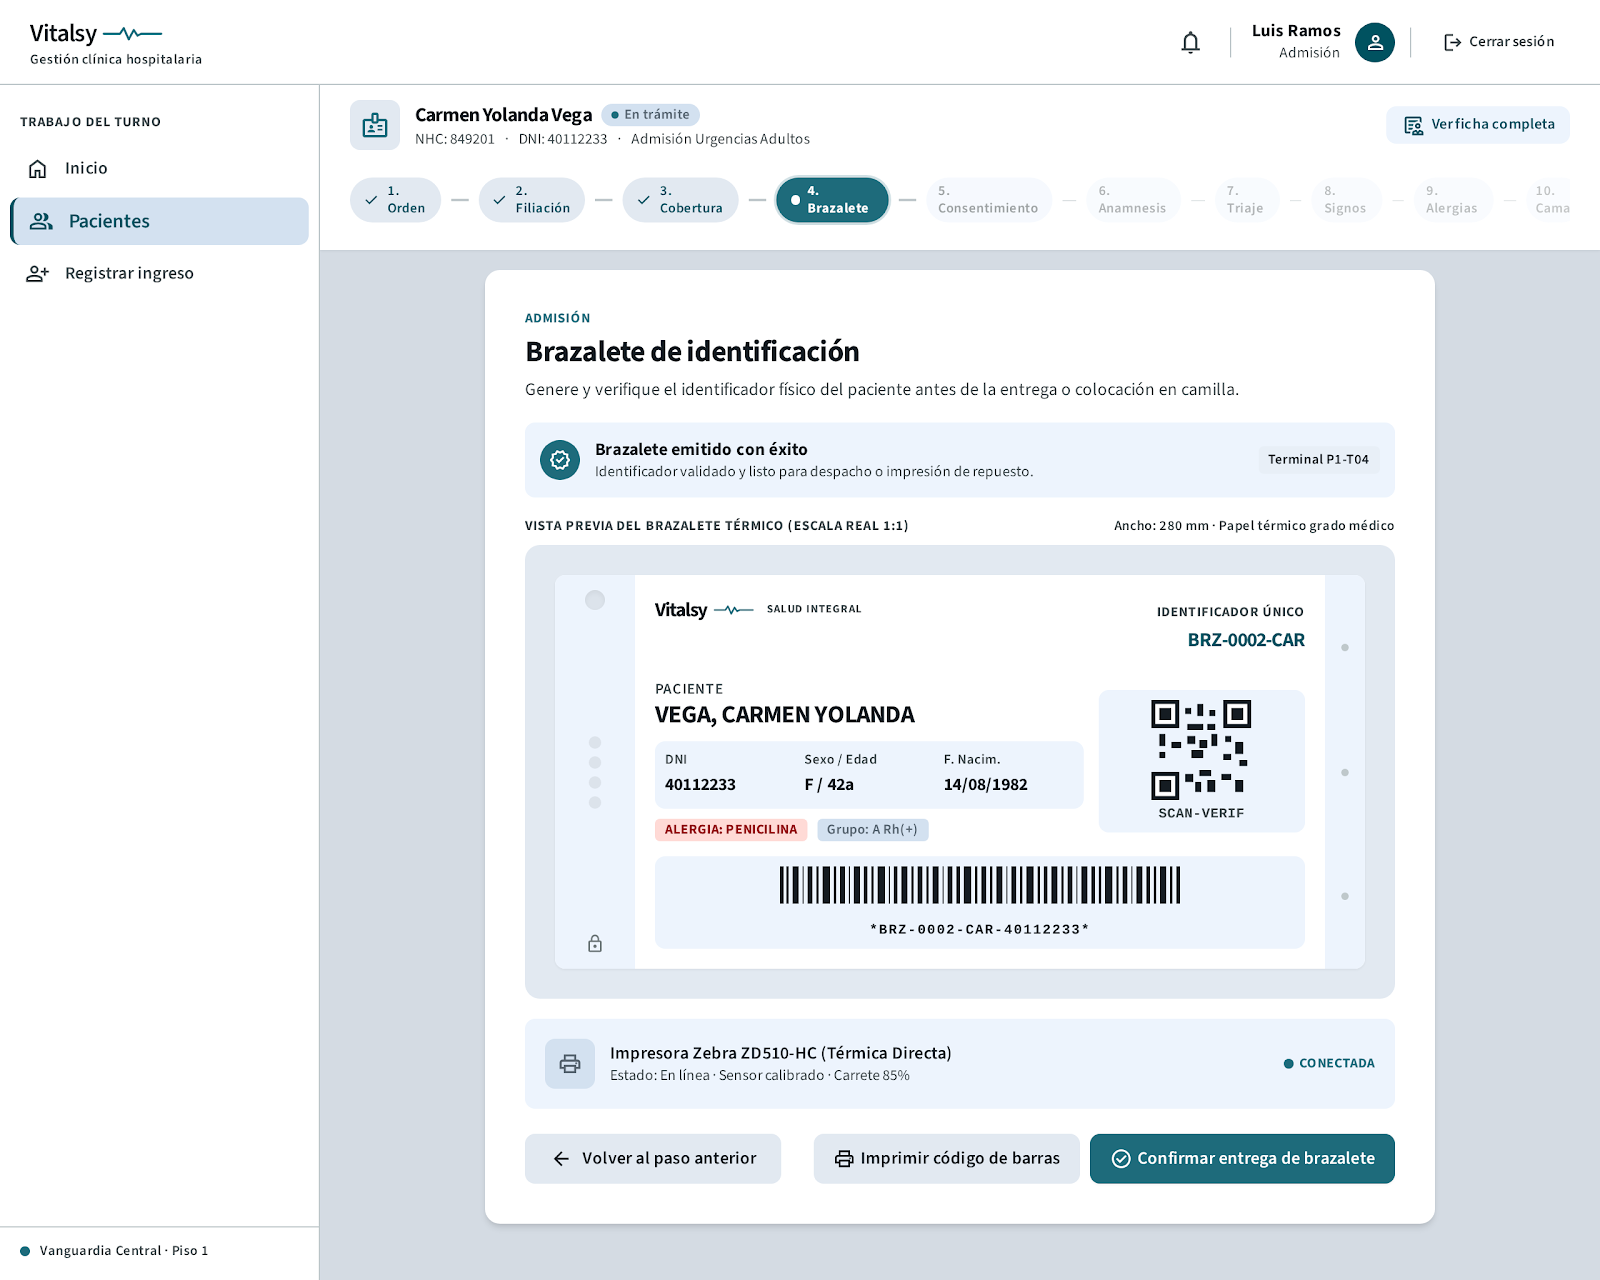 Vitalsy
Gestión clínica hospitalaria
Luis Ramos
Admisión
Cerrar sesión
TRABAJO DEL TURNO
Inicio
Pacientes
Registrar ingreso
Vanguardia Central · Piso 1
Carmen Yolanda Vega
En trámite
NHC: 849201 · DNI: 40112233 · Admisión Urgencias Adultos
Ver ficha completa
1.
Orden
2.
Filiación
3.
Cobertura
4.
Brazalete
5.
Consentimiento
6.
Anamnesis
7.
Triaje
8.
Signos
9.
Alergias
10.
Cama
ADMISIÓN
Brazalete de identificación
Genere y verifique el identificador físico del paciente antes de la entrega o colocación en camilla.
Brazalete emitido con éxito
Identificador validado y listo para despacho o impresión de repuesto.
Terminal P1-T04
VISTA PREVIA DEL BRAZALETE TÉRMICO (ESCALA REAL 1:1)
Ancho: 280 mm · Papel térmico grado médico
Vitalsy
SALUD INTEGRAL
IDENTIFICADOR ÚNICO
BRZ-0002-CAR
PACIENTE
VEGA, CARMEN YOLANDA
DNI
40112233
Sexo / Edad
F / 42a
F. Nacim.
14/08/1982
SCAN-VERIF
ALERGIA: PENICILINA
Grupo: A Rh(+)
*BRZ-0002-CAR-40112233*
Impresora Zebra ZD510-HC (Térmica Directa)
Estado: En línea · Sensor calibrado · Carrete 85%
CONECTADA
Volver al paso anterior
Imprimir código de barras
Confirmar entrega de brazalete